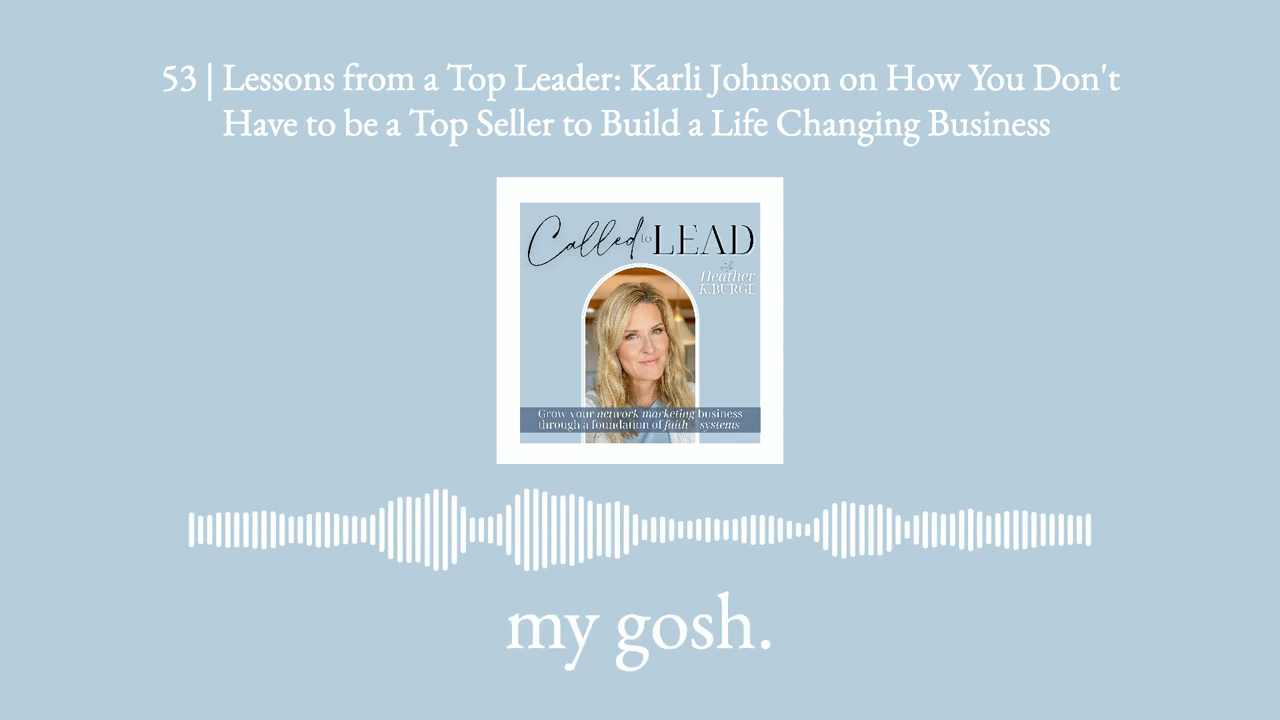 53 | Lessons from a Top Leader: Karli Johnson on How You Don't
Have to be a Top Seller to Build a Life Changing Business
Called to LEAD
with
Heather
K.BURGE
Grow your network marketing business
through a foundation of faith + systems
my gosh.